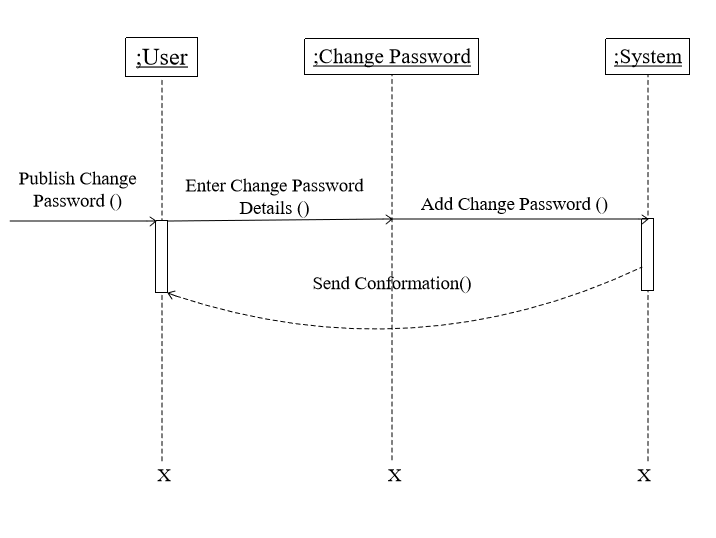 ;User
;Change Password
;System
Publish Change
Password ()
Enter Change Password
Details ()
Add Change Password ()
Send Conformation()
X
X
X